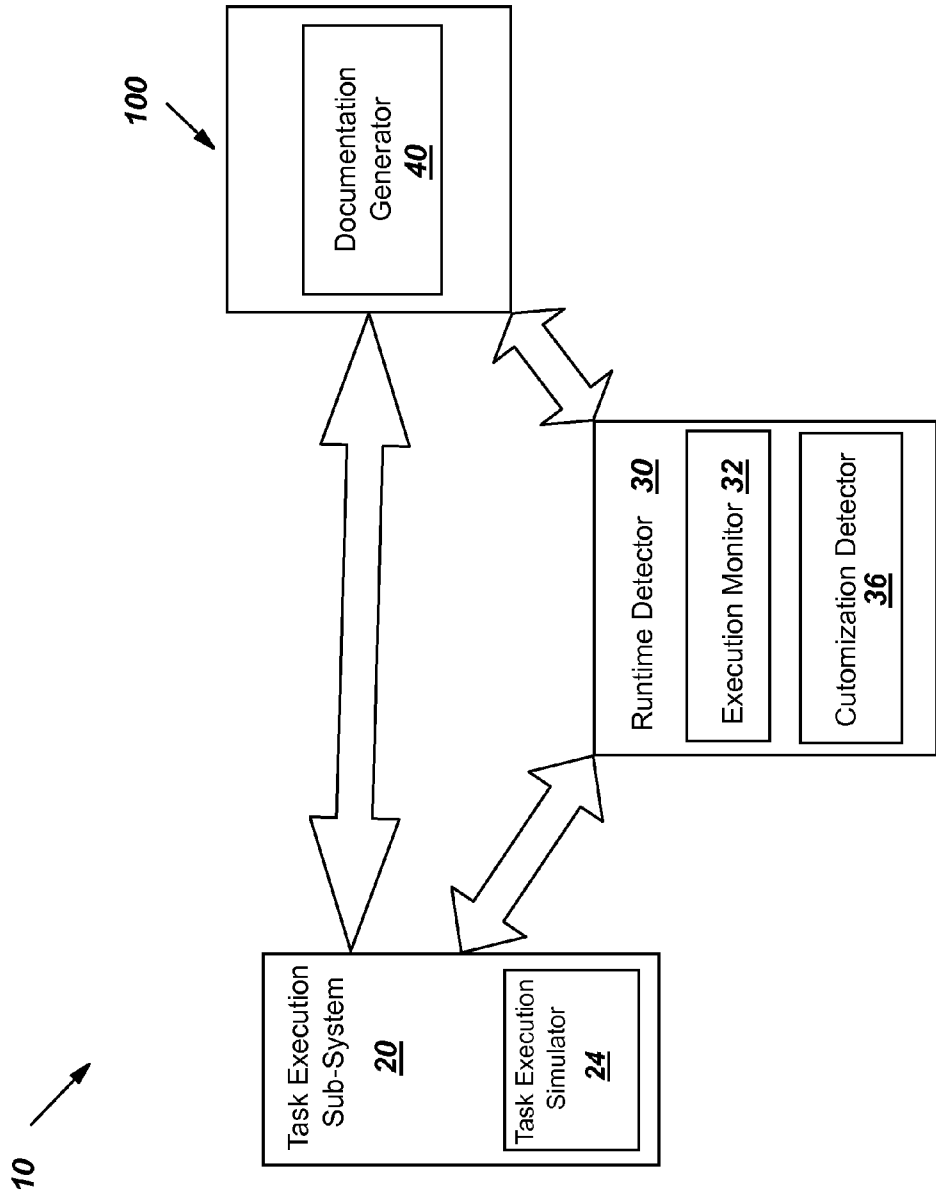 10
Task Execution
Sub-System
20
Task Execution
Simulator
24
Runtime Detector 30
Execution Monitor 32
Cutomization Detector
36
100
Documentation
Generator
40